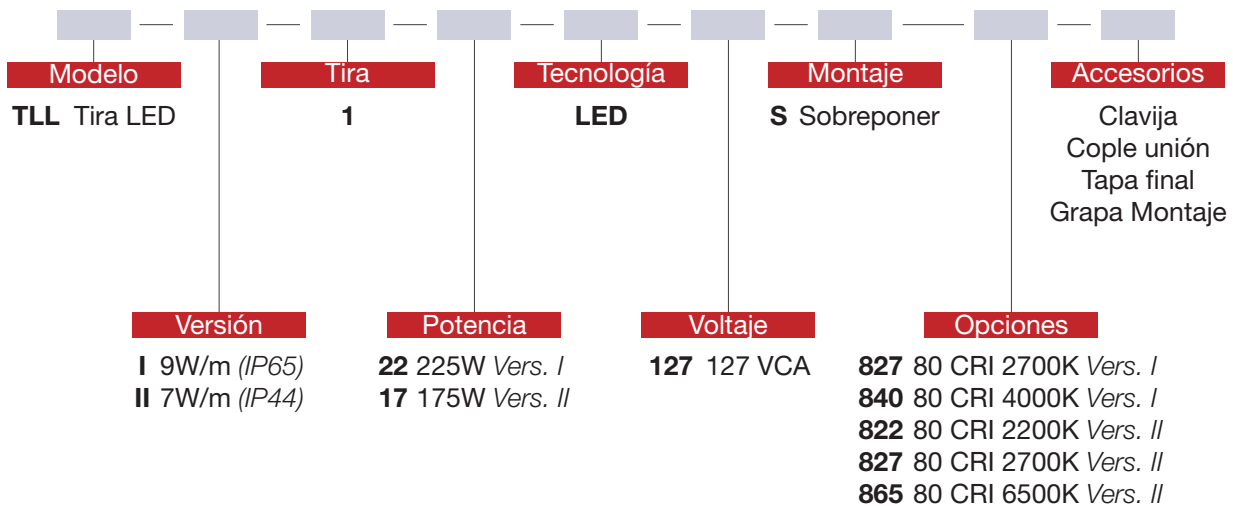 Modelo
Tira
Tecnología
Montaje
Accesorios
TLL Tira LED
1
LED
S Sobreponer
Clavija
Cople unión
Tapa final
Grapa Montaje
Versión
Potencia
Voltaje
Opciones
I 9W/m (IP65)
II 7W/m (IP44)
22 225W Vers. I
17 175W Vers. II
127 127 VCA
827 80 CRI 2700K Vers. I
840 80 CRI 4000K Vers. I
822 80 CRI 2200K Vers. II
827 80 CRI 2700K Vers. II
865 80 CRI 6500K Vers. II